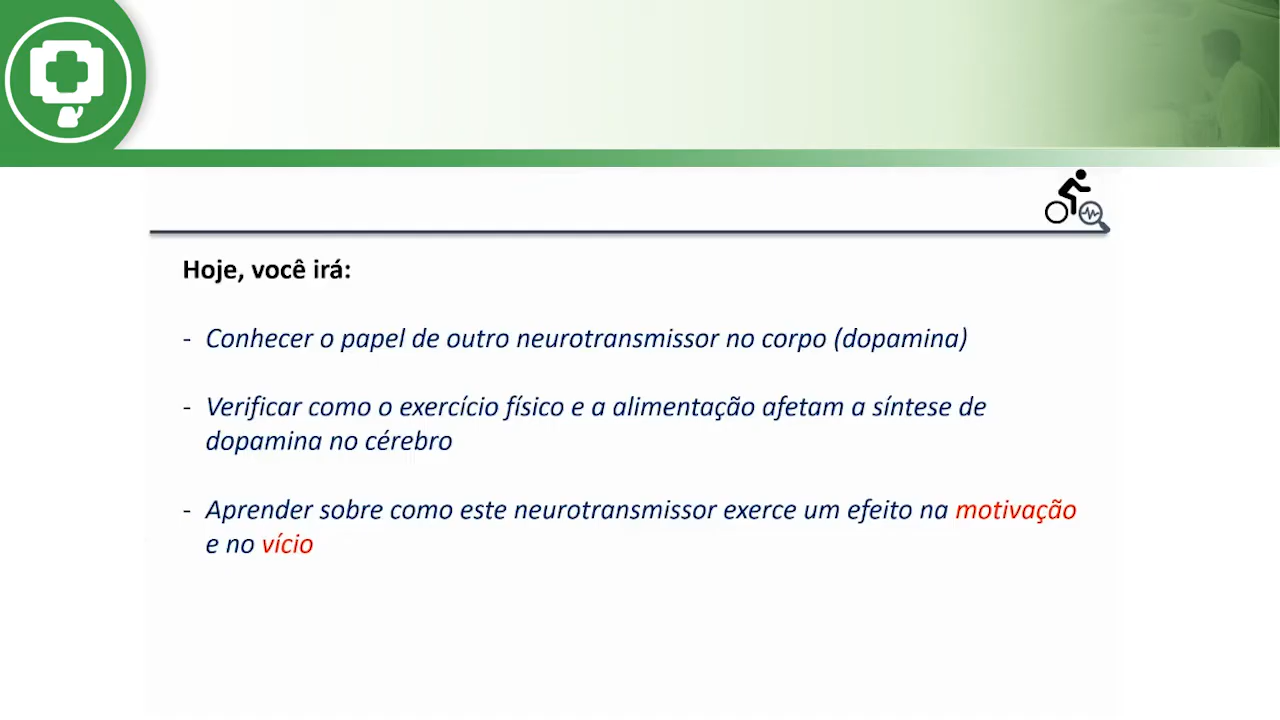 Hoje, você irá:
- Conhecer o papel de outro neurotransmissor no corpo (dopamina)
- Verificar como o exercício físico e a alimentação afetam a síntese de
dopamina no cérebro
- Aprender sobre como este neurotransmissor exerce um efeito na motivação
e no vício